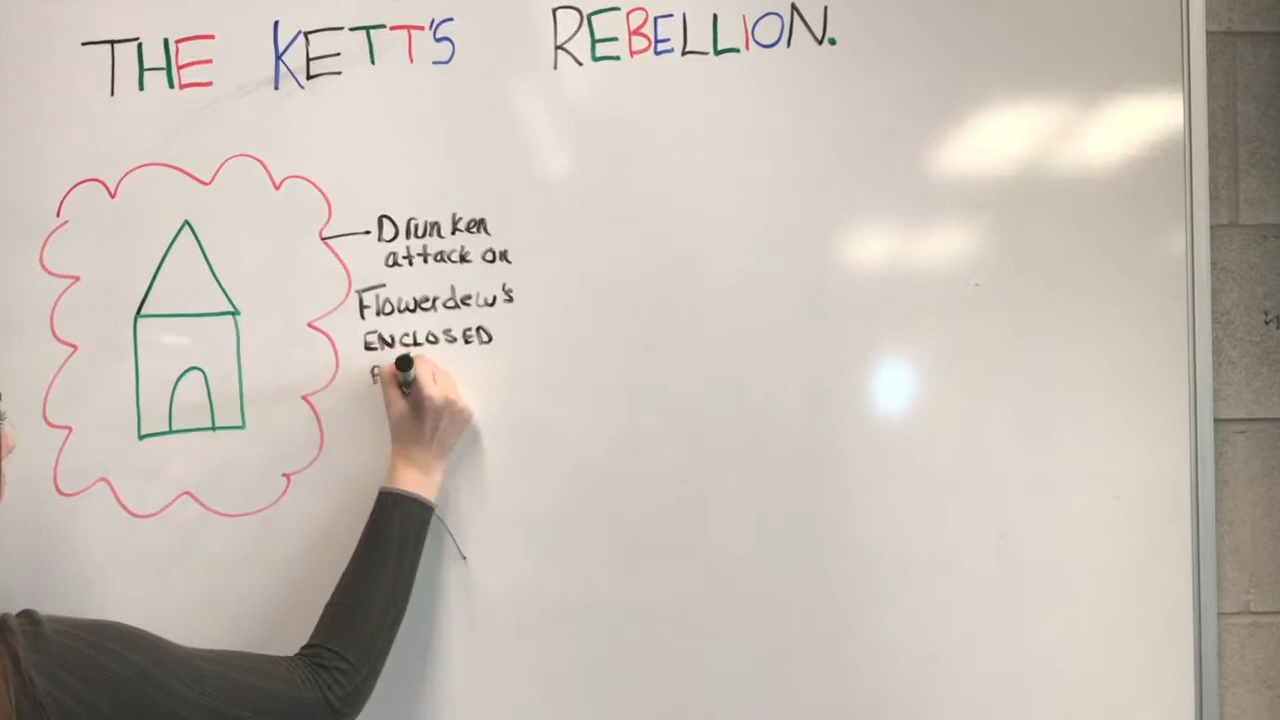 THE KETT'S REBELLION.
Drunken
attack on
Flowerdew's
ENCLOSED